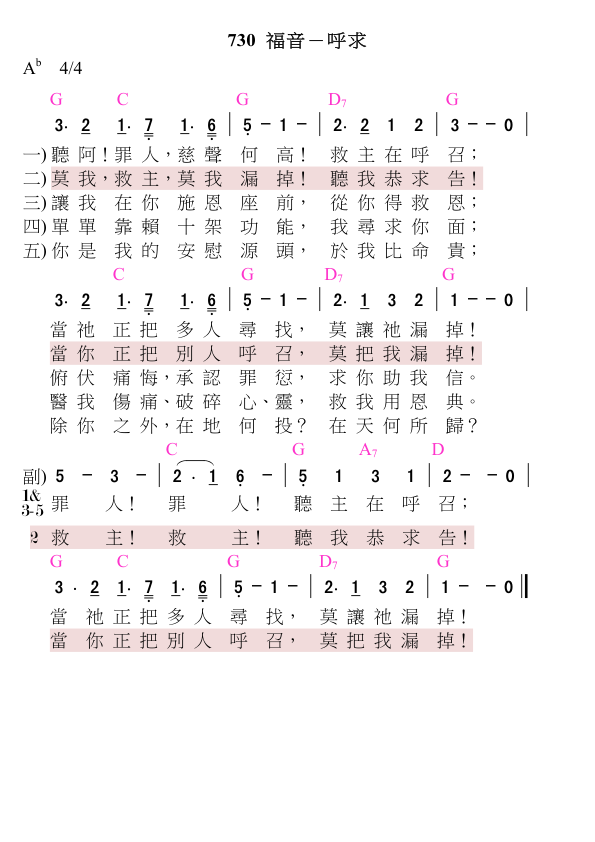 730 福音－呼求
A♭ 4/4
G C G D7 G
3· 2 1· 7 1· 6 | 5 － 1 － | 2· 2 1 2 | 3 － － 0 |
一) 聽阿！罪人，慈聲何高！救主在呼召；
二) 莫我，救主，莫我漏掉！聽我恭求告！
三) 讓我在你施恩座前，從你得救恩；
四) 單單靠賴十架功能，我尋求你面；
五) 你是我的安慰源頭，於我比命貴；
C G D7 G
3· 2 1· 7 1· 6 | 5 － 1 － | 2· 1 3 2 | 1 － － 0 |
當祂正把多人尋找，莫讓祂漏掉！
當你正把別人呼召，莫把我漏掉！
俯伏痛悔，承認罪愆，求你助我信。
醫我傷痛、破碎心、靈，救我用恩典。
除你之外，在地何投？在天何所歸？
C G A7 D
副) 5 － 3 － | 2 · 1 6 － | 5 1 3 1 | 2 － － 0 |
1& 3-5 罪人！罪人！聽主在呼召；
2 救主！救主！聽我恭求告！
G C G D7 G
3 · 2 1· 7 1· 6 | 5 － 1 － | 2· 1 3 2 | 1 － － 0 ‖
當祂正把多人尋找，莫讓祂漏掉！
當你正把別人呼召，莫把我漏掉！